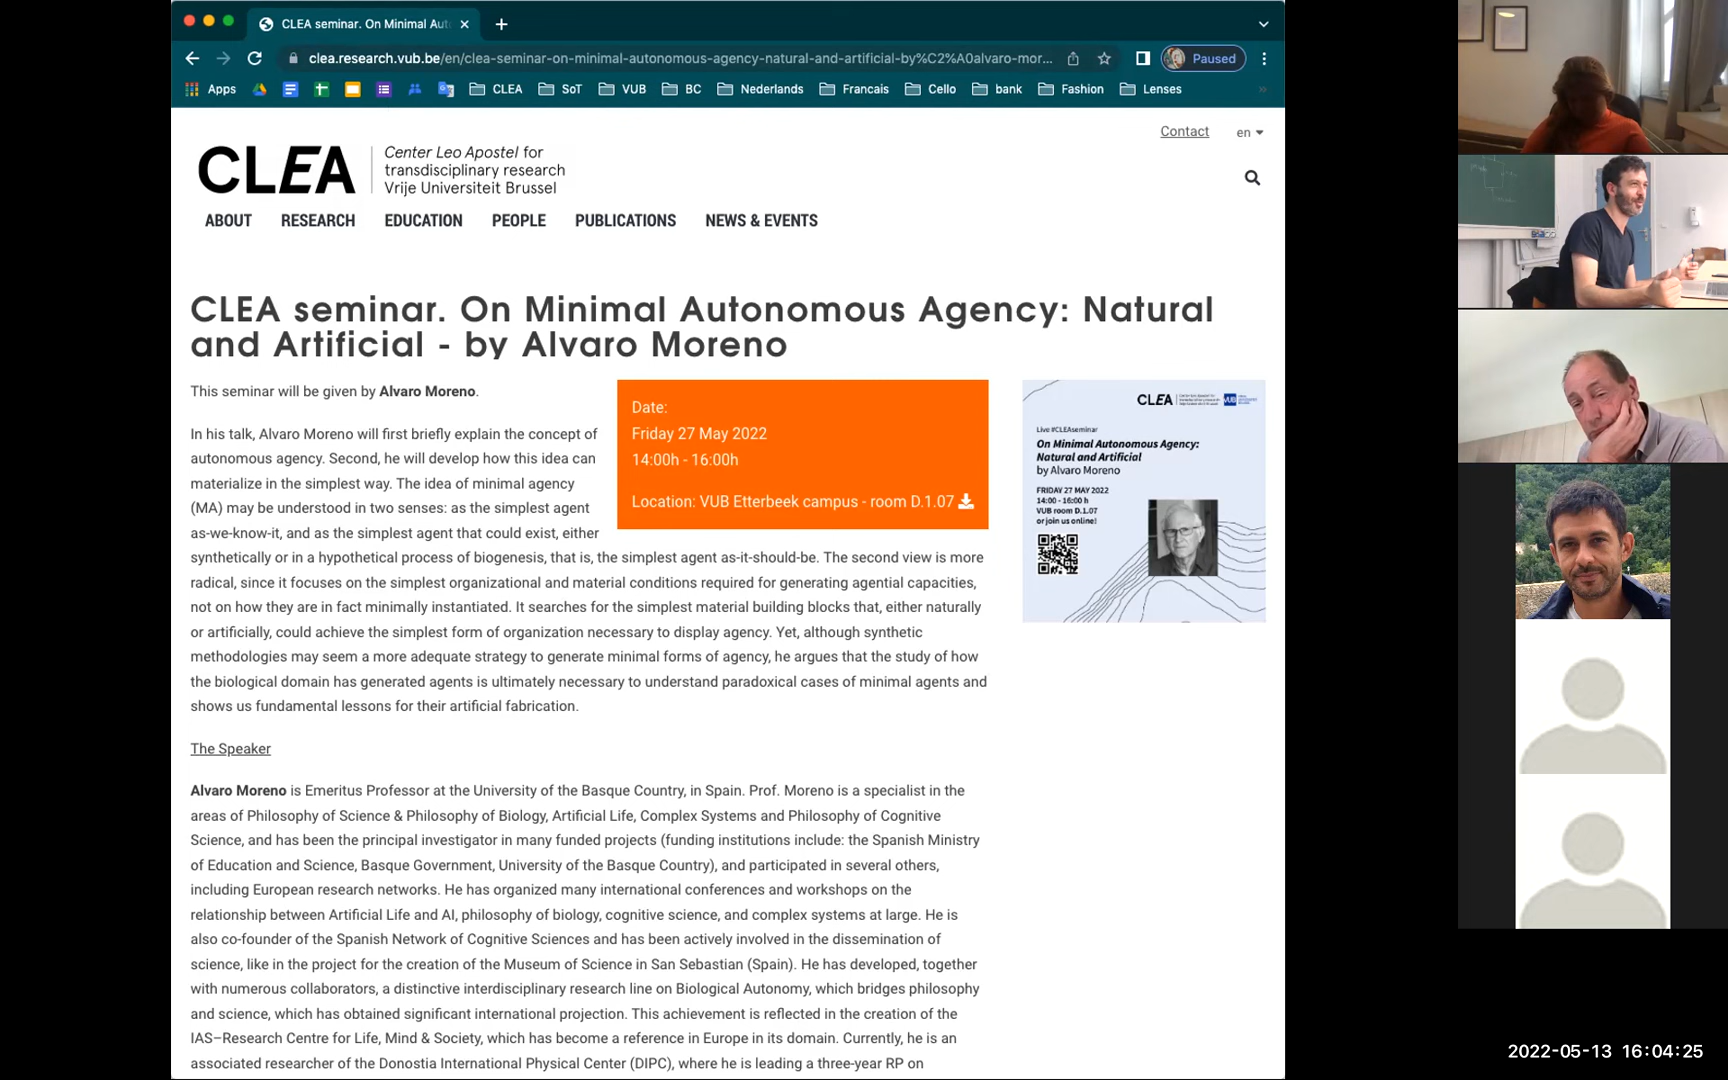 CLEA seminar. On Minimal Aut
clea.research.vub.be/en/clea-seminar-on-minimal-autonomous-agency-natural-and-artificial-by%C2%A0alvaro-mor...
Paused
Apps
CLEA
SoT
VUB
BC
Nederlands
Francais
Cello
bank
Fashion
Lenses
»
Contact
en
CLEA
Center Leo Apostel for
transdisciplinary research
Vrije Universiteit Brussel
ABOUT
RESEARCH
EDUCATION
PEOPLE
PUBLICATIONS
NEWS & EVENTS
CLEA seminar. On Minimal Autonomous Agency: Natural
and Artificial - by Alvaro Moreno
This seminar will be given by Alvaro Moreno.
In his talk, Alvaro Moreno will first briefly explain the concept of
autonomous agency. Second, he will develop how this idea can
materialize in the simplest way. The idea of minimal agency
(MA) may be understood in two senses: as the simplest agent
as-we-know-it, and as the simplest agent that could exist, either
synthetically or in a hypothetical process of biogenesis, that is, the simplest agent as-it-should-be. The second view is more
radical, since it focuses on the simplest organizational and material conditions required for generating agential capacities,
not on how they are in fact minimally instantiated. It searches for the simplest material building blocks that, either naturally
or artificially, could achieve the simplest form of organization necessary to display agency. Yet, although synthetic
methodologies may seem a more adequate strategy to generate minimal forms of agency, he argues that the study of how
the biological domain has generated agents is ultimately necessary to understand paradoxical cases of minimal agents and
shows us fundamental lessons for their artificial fabrication.
Date:
Friday 27 May 2022
14:00h - 16:00h
Location: VUB Etterbeek campus - room D.1.07
CLEA
VUB
Live #CLEAseminar
On Minimal Autonomous Agency:
Natural and Artificial
by Alvaro Moreno
FRIDAY 27 MAY 2022
14:00 - 16:00 h
VUB room D.1.07
or join us online!
The Speaker
Alvaro Moreno is Emeritus Professor at the University of the Basque Country, in Spain. Prof. Moreno is a specialist in the
areas of Philosophy of Science & Philosophy of Biology, Artificial Life, Complex Systems and Philosophy of Cognitive
Science, and has been the principal investigator in many funded projects (funding institutions include: the Spanish Ministry
of Education and Science, Basque Government, University of the Basque Country), and participated in several others,
including European research networks. He has organized many international conferences and workshops on the
relationship between Artificial Life and AI, philosophy of biology, cognitive science, and complex systems at large. He is
also co-founder of the Spanish Network of Cognitive Sciences and has been actively involved in the dissemination of
science, like in the project for the creation of the Museum of Science in San Sebastian (Spain). He has developed, together
with numerous collaborators, a distinctive interdisciplinary research line on Biological Autonomy, which bridges philosophy
and science, which has obtained significant international projection. This achievement is reflected in the creation of the
IAS–Research Centre for Life, Mind & Society, which has become a reference in Europe in its domain. Currently, he is an
associated researcher of the Donostia International Physical Center (DIPC), where he is leading a three-year RP on
2022-05-13 16:04:25